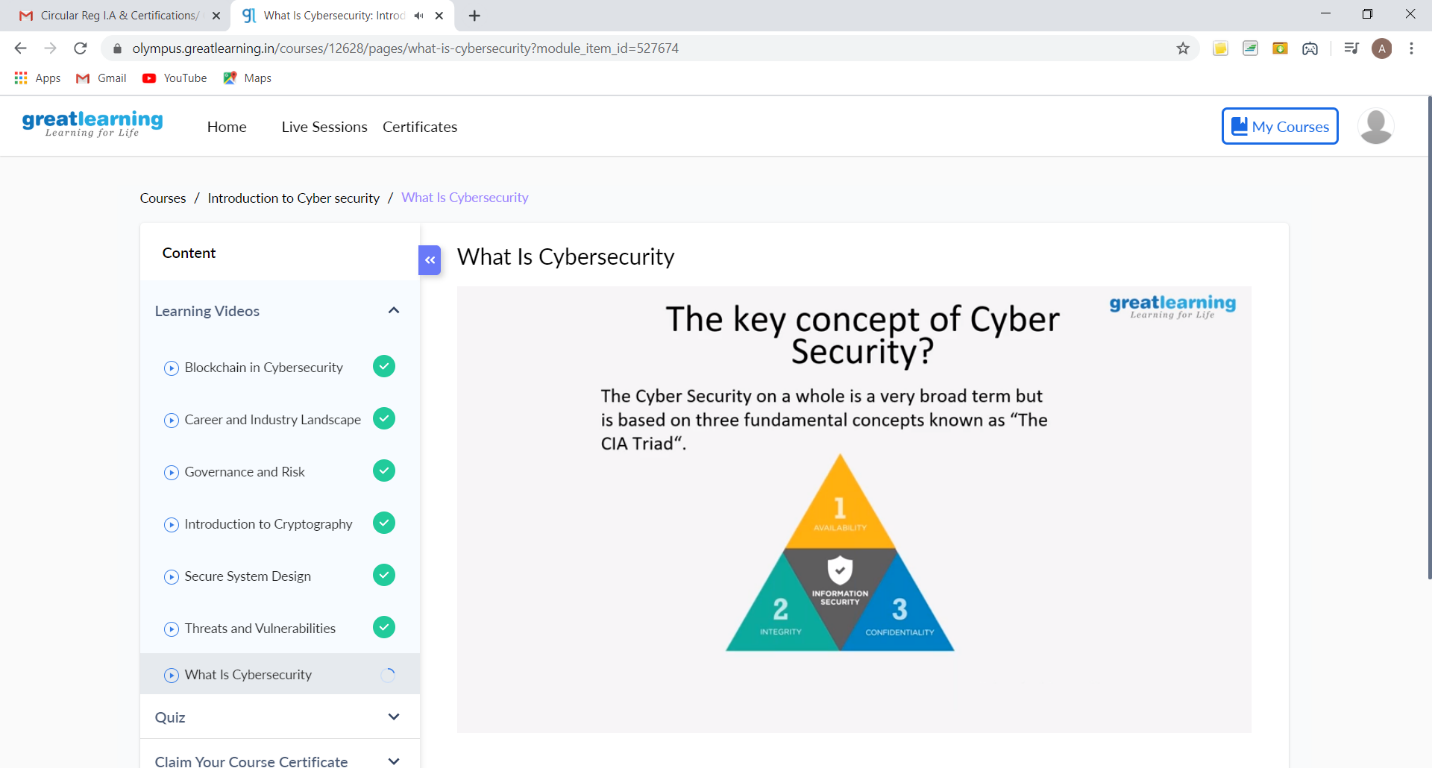 Circular Reg I.A & Certifications/
What Is Cybersecurity: Introd
olympus.greatlearning.in/courses/12628/pages/what-is-cybersecurity?module_item_id=527674
A
Apps Gmail YouTube Maps
greatlearning
Learning for Life
Home Live Sessions Certificates
My Courses
Courses / Introduction to Cyber security / What Is Cybersecurity
Content
Learning Videos
Blockchain in Cybersecurity
Career and Industry Landscape
Governance and Risk
Introduction to Cryptography
Secure System Design
Threats and Vulnerabilities
What Is Cybersecurity
Quiz
Claim Your Course Certificate
What Is Cybersecurity
greatlearning
Learning for Life
The key concept of Cyber
Security?
The Cyber Security on a whole is a very broad term but
is based on three fundamental concepts known as “The
CIA Triad“.
1
AVAILABILITY
INFORMATION
SECURITY
2
INTEGRITY
3
CONFIDENTIALITY